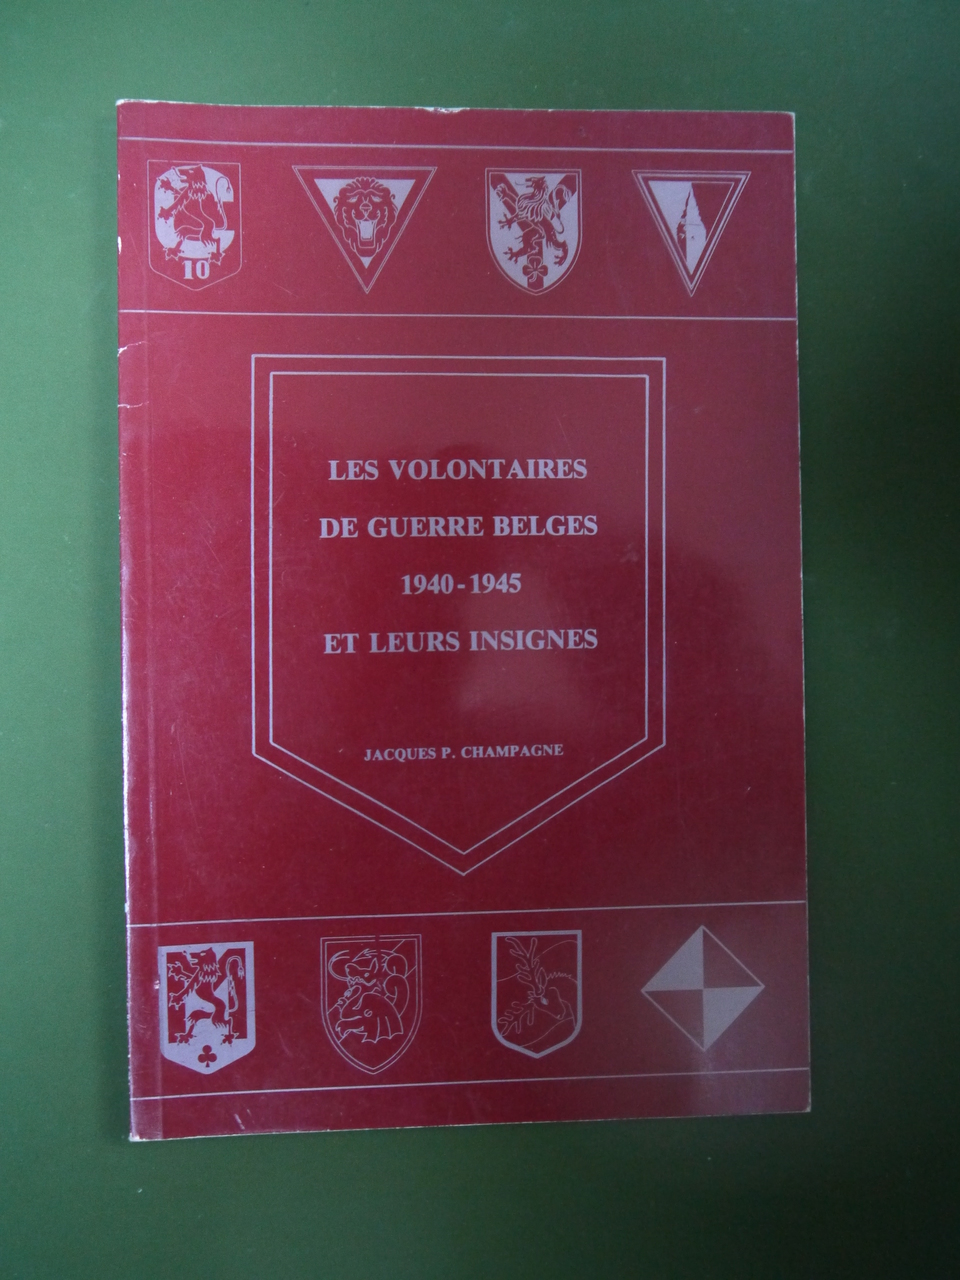 10
LES VOLONTAIRES
DE GUERRE BELGES
1940-1945
ET LEURS INSIGNES
JACQUES P. CHAMPAGNE